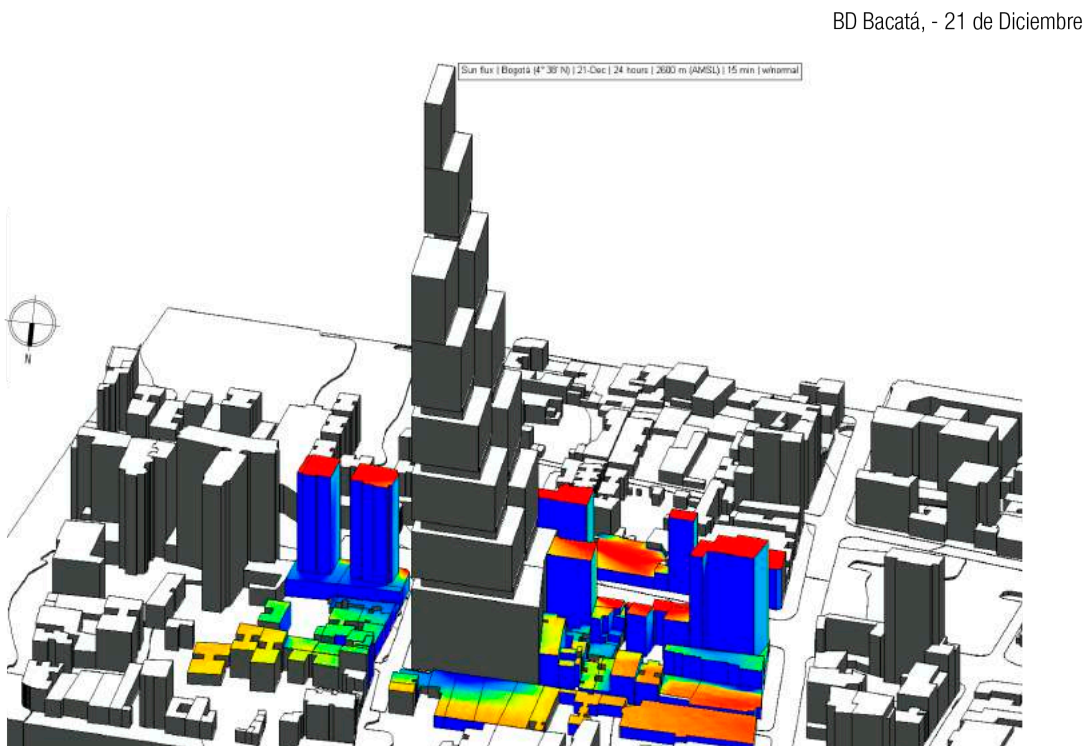 BD Bacatá, - 21 de Diciembre
Sun flux | Bogotá (4° 38' N) | 21-Dec | 24 hours | 2600 m (AMSL) | 15 min | w/normal
N